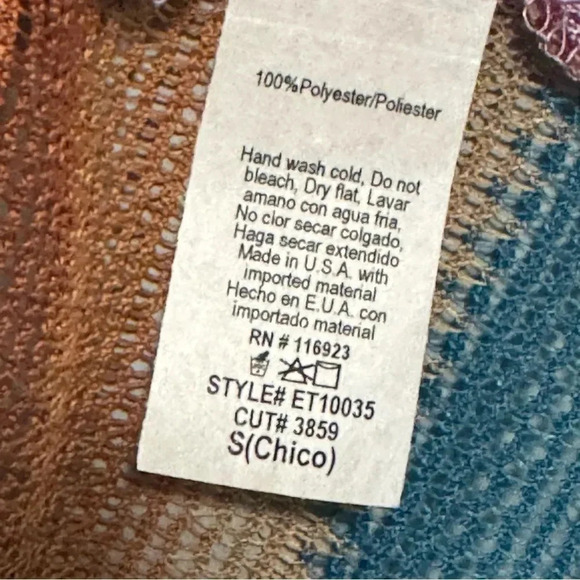 100%Polyester/Poliester
Hand wash cold, Do not
bleach, Dry flat, Lavar
amano con agua fria,
No clor secar colgado,
Haga secar extendido
Made in U.S.A. with
imported material
Hecho en E.U.A. con
importado material
RN # 116923
STYLE# ET10035
CUT# 3859
S(Chico)